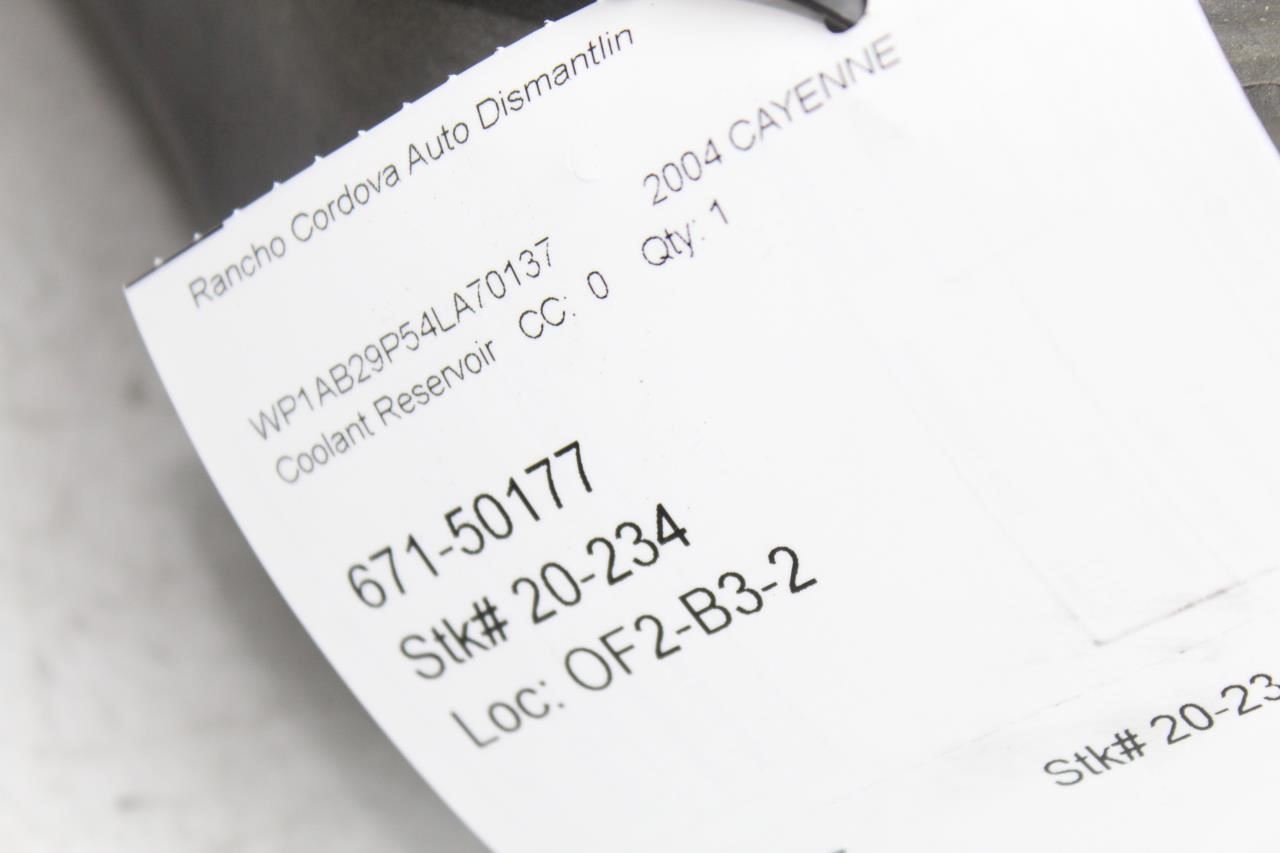 Rancho Cordova Auto Dismantlin
2004 CAYENNE
WP1AB29P54LA70137
Qty: 1
Coolant Reservoir CC: 0
671-50177
Stk# 20-234
Loc: OF2-B3-2
Stk# 20-23